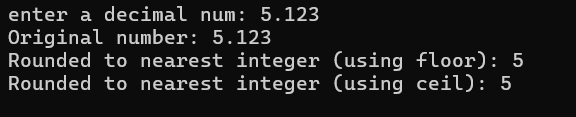 enter a decimal num: 5.123
Original number: 5.123
Rounded to nearest integer (using floor): 5
Rounded to nearest integer (using ceil): 5